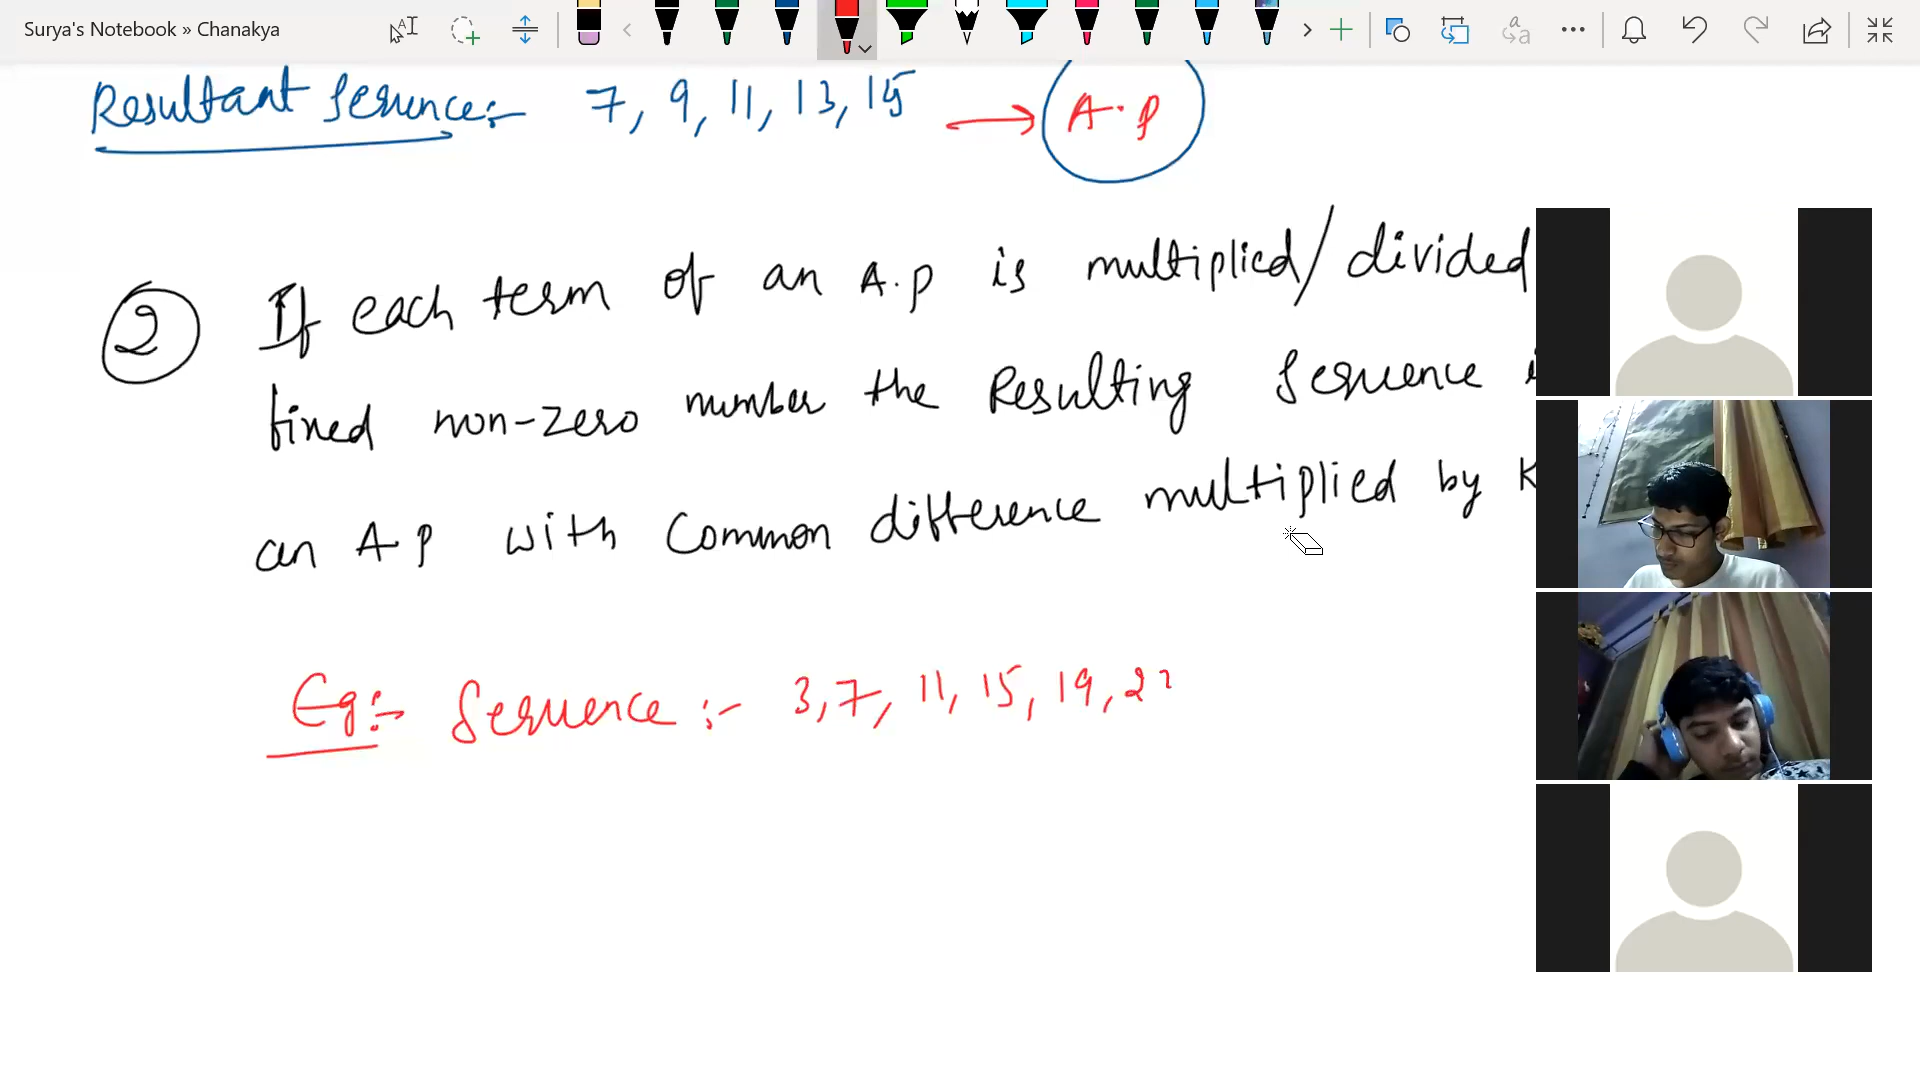 Surya's Notebook » Chanakya
Resultant Sequence:- 7, 9, 11, 13, 15 → A.P
② If each term of an A.P is multiplied/divided
fixed non-zero number the Resulting Sequence i
an A.P with Common difference multiplied by K
Eg:- Sequence :- 3, 7, 11, 15, 19, 2